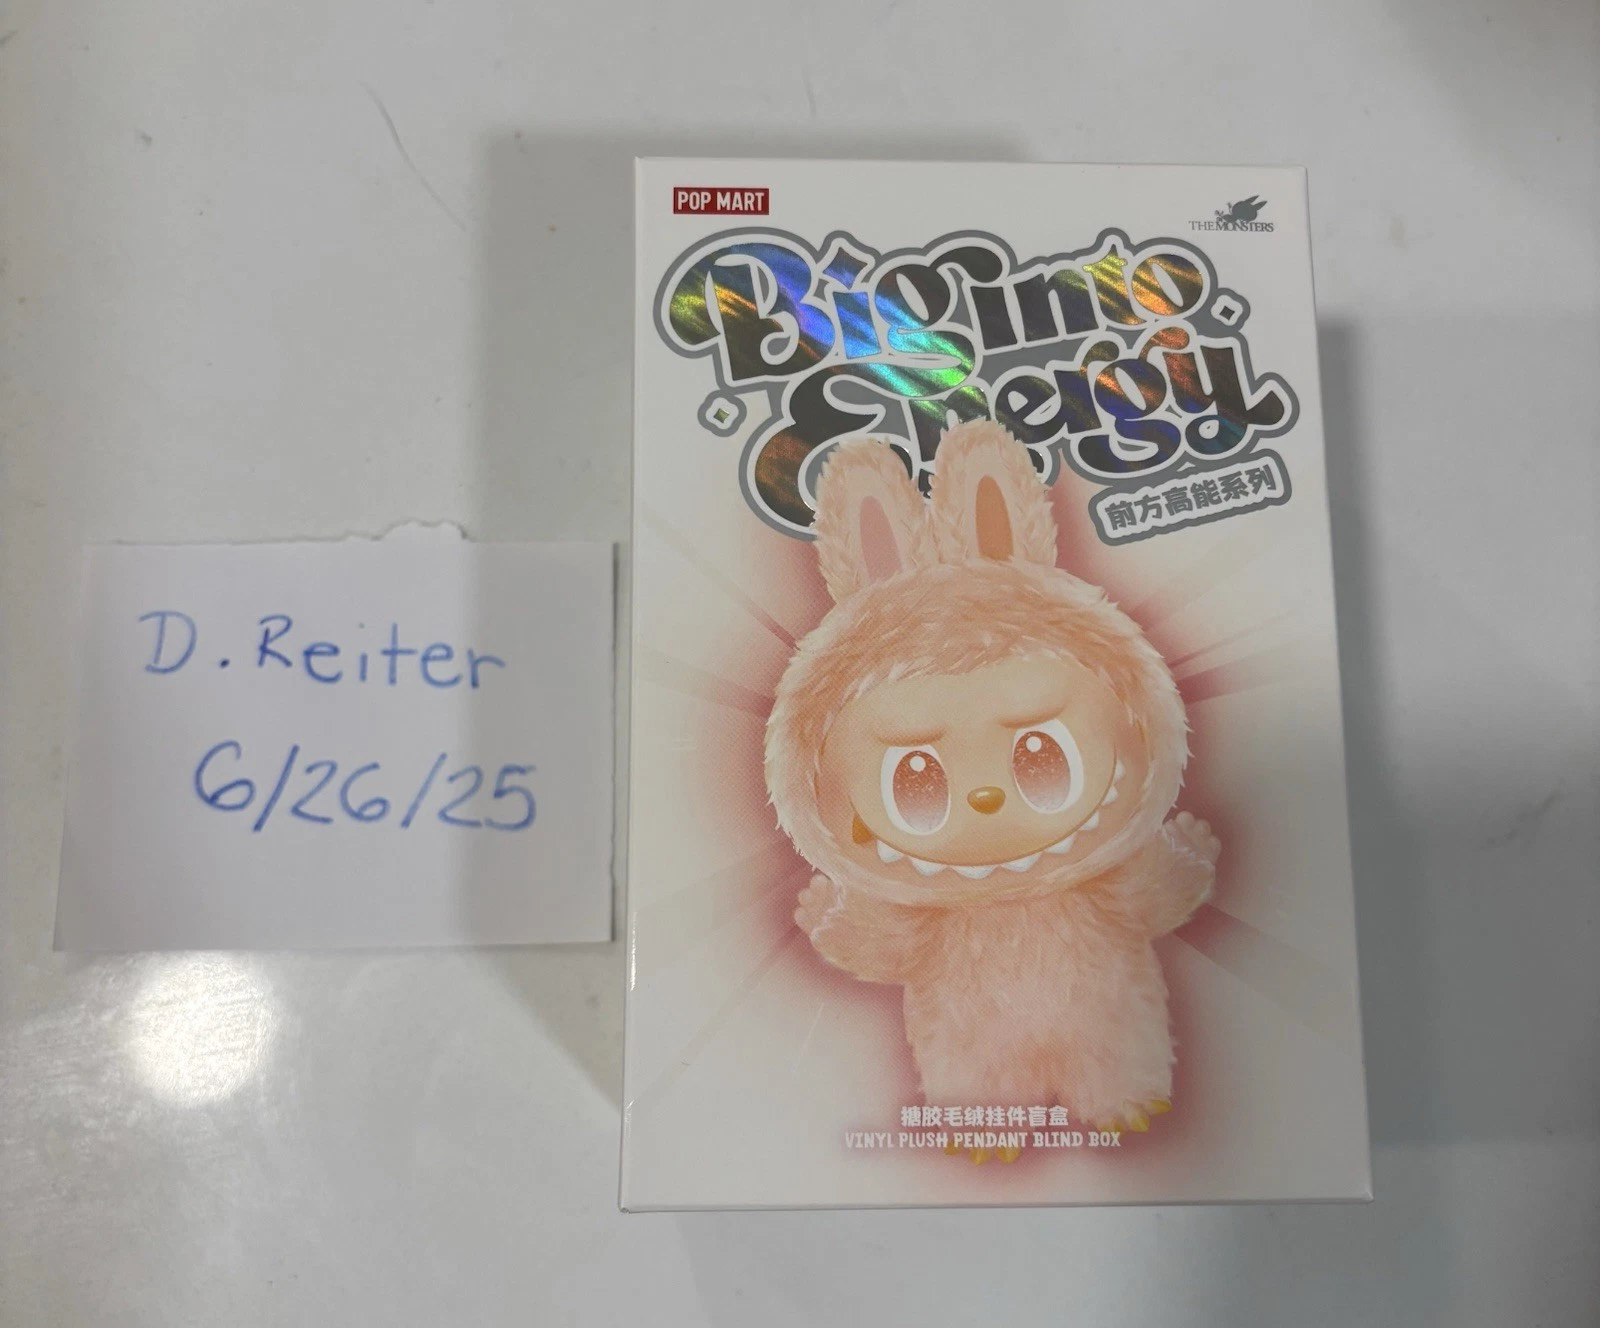 D. Reiter
6/26/25
POP MART
THE MONSTERS
Big into
Energy
前方高能系列
搪胶毛绒挂件盲盒
VINYL PLUSH PENDANT BLIND BOX